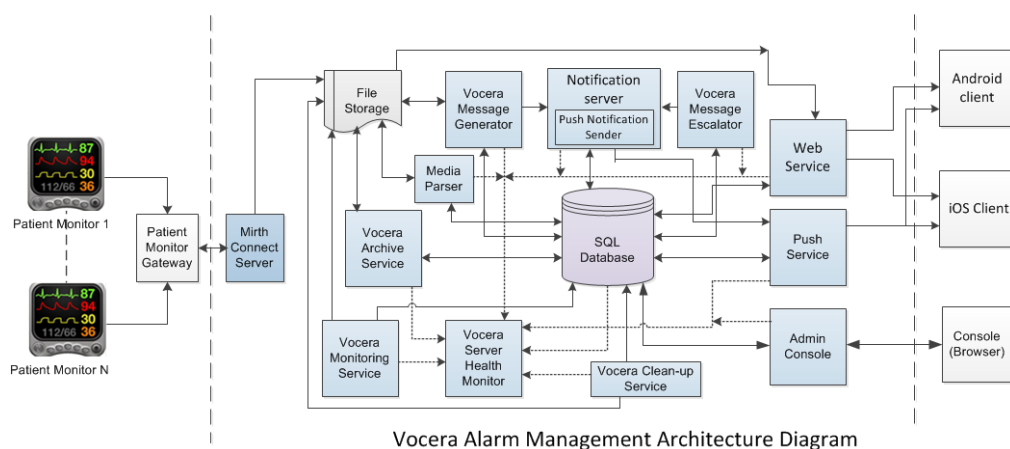 87
94
30
112/66 36
Patient Monitor 1
87
94
30
112/66 36
Patient Monitor N
Patient
Monitor
Gateway
Mirth
Connect
Server
File
Storage
Vocera
Message
Generator
Notification
server
Push Notification
Sender
Vocera
Message
Escalator
Media
Parser
Web
Service
Vocera
Archive
Service
SQL
Database
Push
Service
Vocera
Monitoring
Service
Vocera
Server
Health
Monitor
Vocera Clean-up
Service
Admin
Console
Android
client
iOS Client
Console
(Browser)
Vocera Alarm Management Architecture Diagram